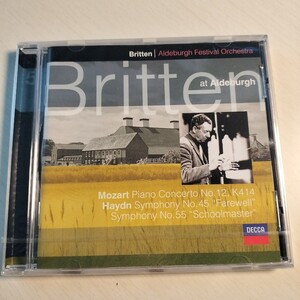 Britten | Aldeburgh Festival Orchestra
Britten
at Aldeburgh
Mozart Piano Concerto No.12, K414
Haydn Symphony No.45 "Farewell"
Symphony No.55 "Schoolmaster"
DECCA